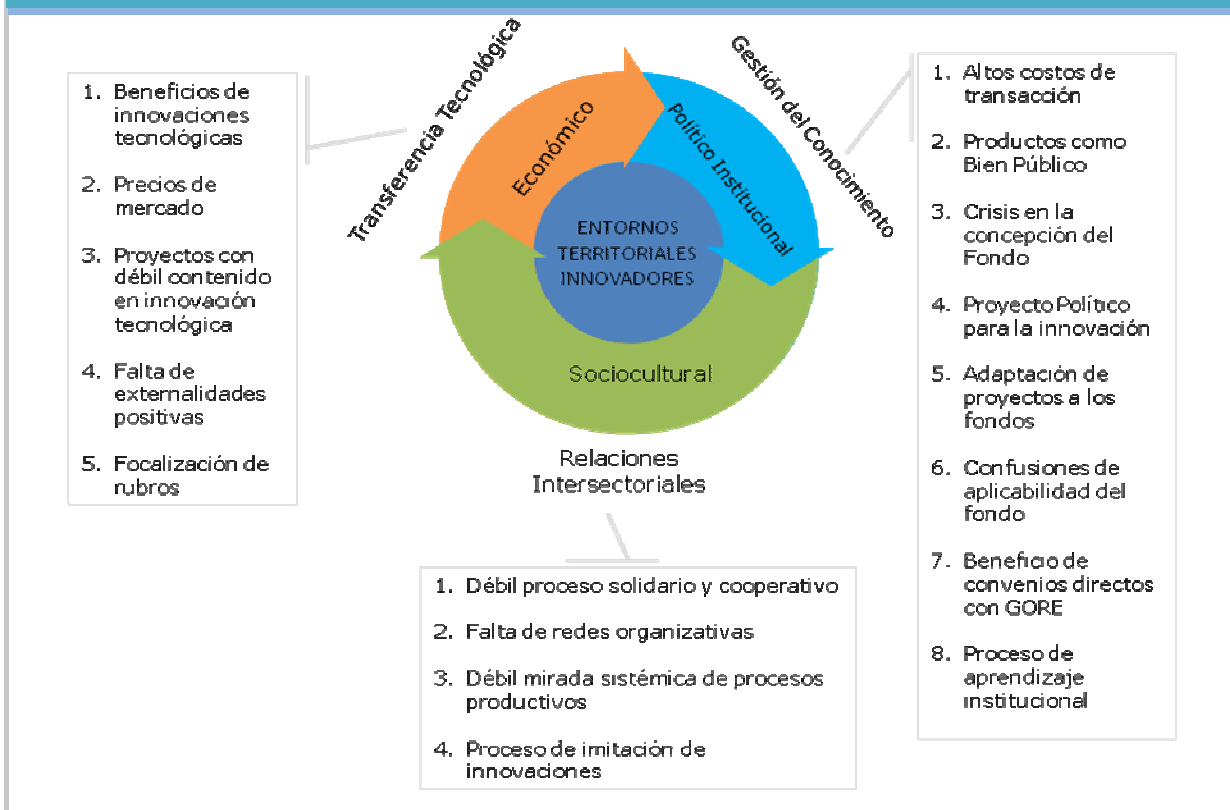 Transferencia Tecnológica
Gestión del Conocimiento
Económico
Político Institucional
ENTORNOS
TERRITORIALES
INNOVADORES
Sociocultural
Relaciones
Intersectoriales
1. Beneficios de
innovaciones
tecnológicas
2. Precios de
mercado
3. Proyectos con
débil contenido
en innovación
tecnológica
4. Falta de
externalidades
positivas
5. Focalización de
rubros
1. Altos costos de
transacción
2. Productos como
Bien Público
3. Crisis en la
concepción del
Fondo
4. Proyecto Político
para la innovación
5. Adaptación de
proyectos a los
fondos
6. Confusiones de
aplicabilidad del
fondo
7. Beneficio de
convenios directos
con GORE
8. Proceso de
aprendizaje
institucional
1. Débil proceso solidario y cooperativo
2. Falta de redes organizativas
3. Débil mirada sistémica de procesos
productivos
4. Proceso de imitación de
innovaciones